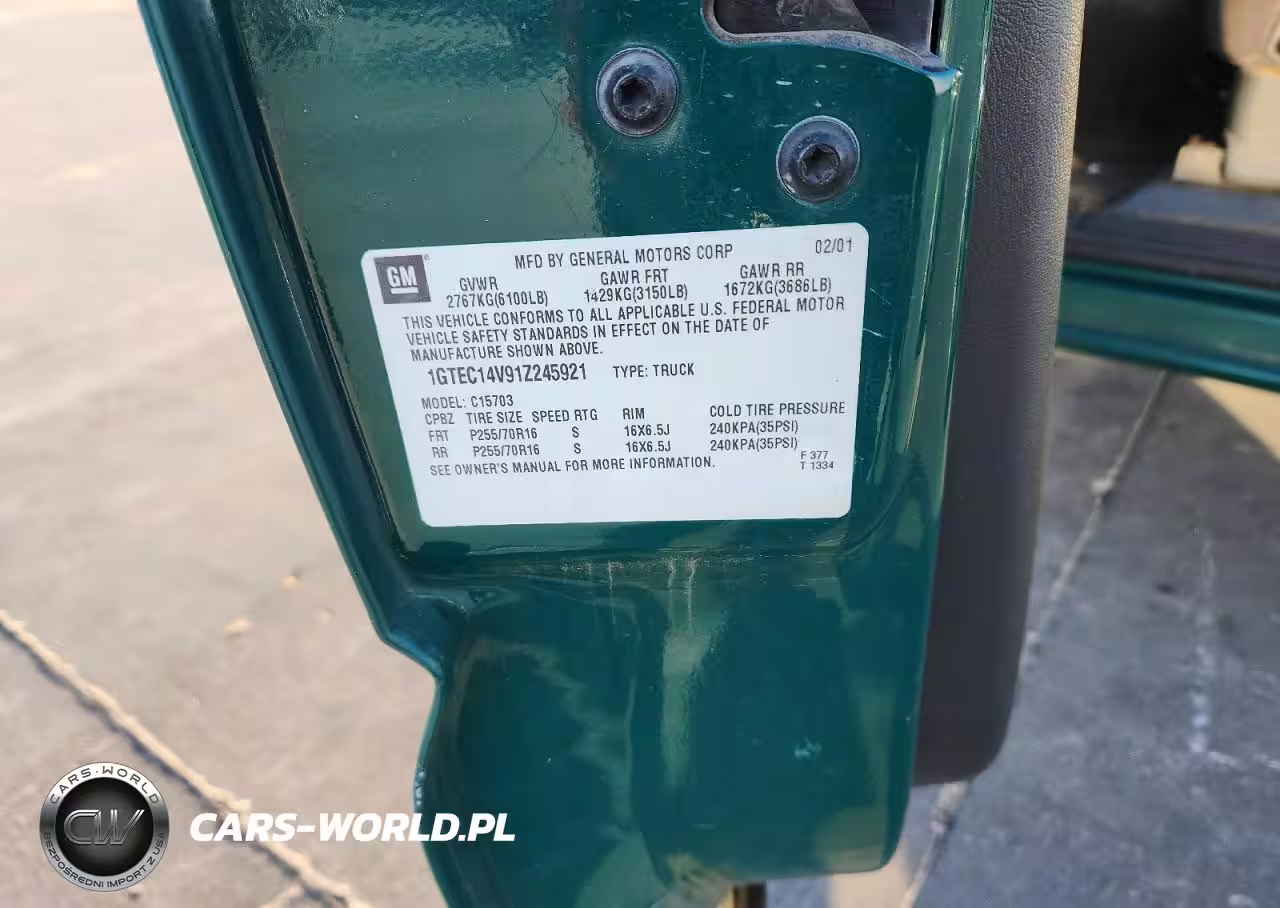 GM
MFD BY GENERAL MOTORS CORP 02/01
GVWR GAWR FRT GAWR RR
2767KG(6100LB) 1429KG(3150LB) 1672KG(3686LB)
THIS VEHICLE CONFORMS TO ALL APPLICABLE U.S. FEDERAL MOTOR
VEHICLE SAFETY STANDARDS IN EFFECT ON THE DATE OF
MANUFACTURE SHOWN ABOVE.
1GTEC14V91Z245921 TYPE: TRUCK
MODEL: C15703
CPBZ TIRE SIZE SPEED RTG RIM COLD TIRE PRESSURE
FRT P255/70R16 S 16X6.5J 240KPA(35PSI)
RR P255/70R16 S 16X6.5J 240KPA(35PSI)
SEE OWNER'S MANUAL FOR MORE INFORMATION.
F 377
T 1334
CARS-WORLD
CW
BEZPOŚREDNI IMPORT Z USA
CARS-WORLD.PL